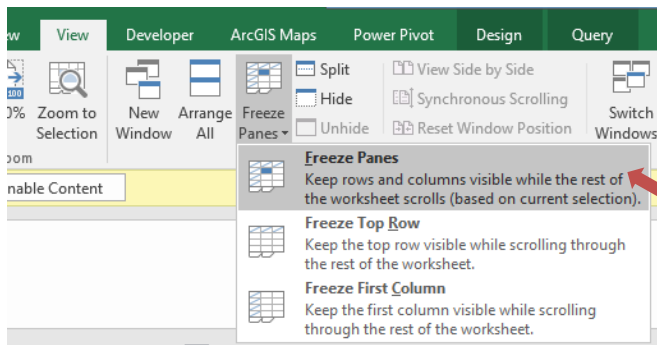 ew View Developer ArcGIS Maps Power Pivot Design Query
Split View Side by Side
Hide Synchronous Scrolling
Unhide Reset Window Position
100
0% Zoom to New Arrange Freeze Switch
Selection Window All Panes Windows
oom
nable Content
Freeze Panes
Keep rows and columns visible while the rest of
the worksheet scrolls (based on current selection).
Freeze Top Row
Keep the top row visible while scrolling through
the rest of the worksheet.
Freeze First Column
Keep the first column visible while scrolling
through the rest of the worksheet.